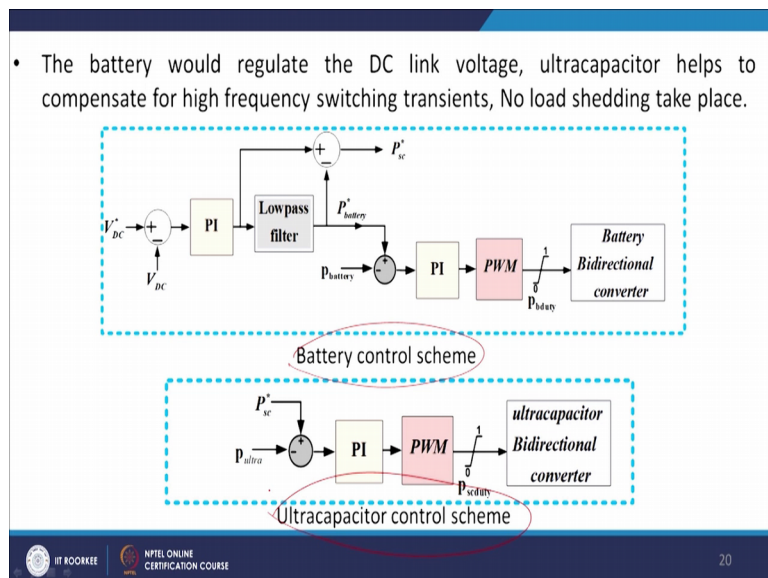 • The battery would regulate the DC link voltage, ultracapacitor helps to
compensate for high frequency switching transients, No load shedding take place.
P*sc
V*DC
+
−
VDC
PI
Lowpass
filter
+
−
P*battery
Pbattery
+
-
PI
PWM
1
0
Pbduty
Battery
Bidirectional
converter
Battery control scheme
P*sc
Pultra
+
-
PI
PWM
1
0
Pscduty
ultracapacitor
Bidirectional
converter
Ultracapacitor control scheme
IIT ROORKEE
NPTEL ONLINE
CERTIFICATION COURSE
20